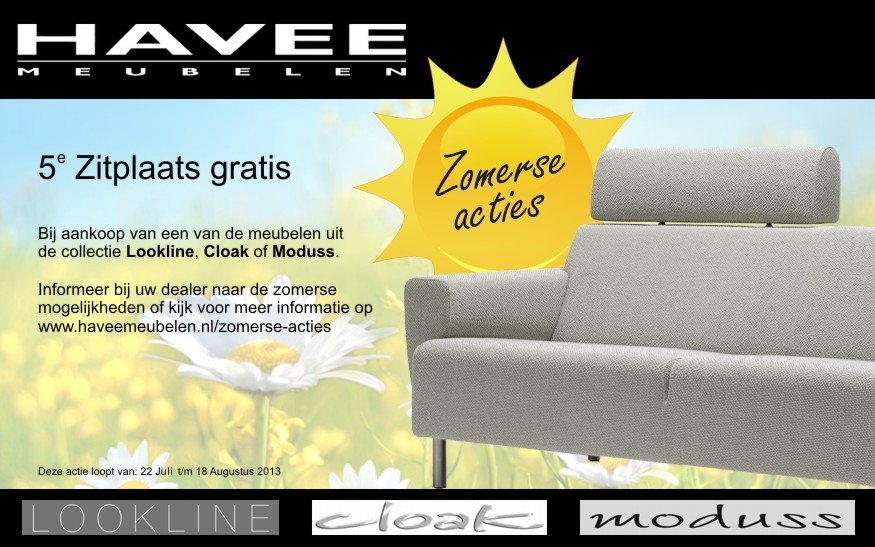 HAVEE
MEUBELEN
Zomerse
acties
5e Zitplaats gratis
Bij aankoop van een van de meubelen uit
de collectie Lookline, Cloak of Moduss.
Informeer bij uw dealer naar de zomerse
mogelijkheden of kijk voor meer informatie op
www.haveemeubelen.nl/zomerse-acties
Deze actie loopt van: 22 Juli t/m 18 Augustus 2013
LOOKLINE
cloak
moduss